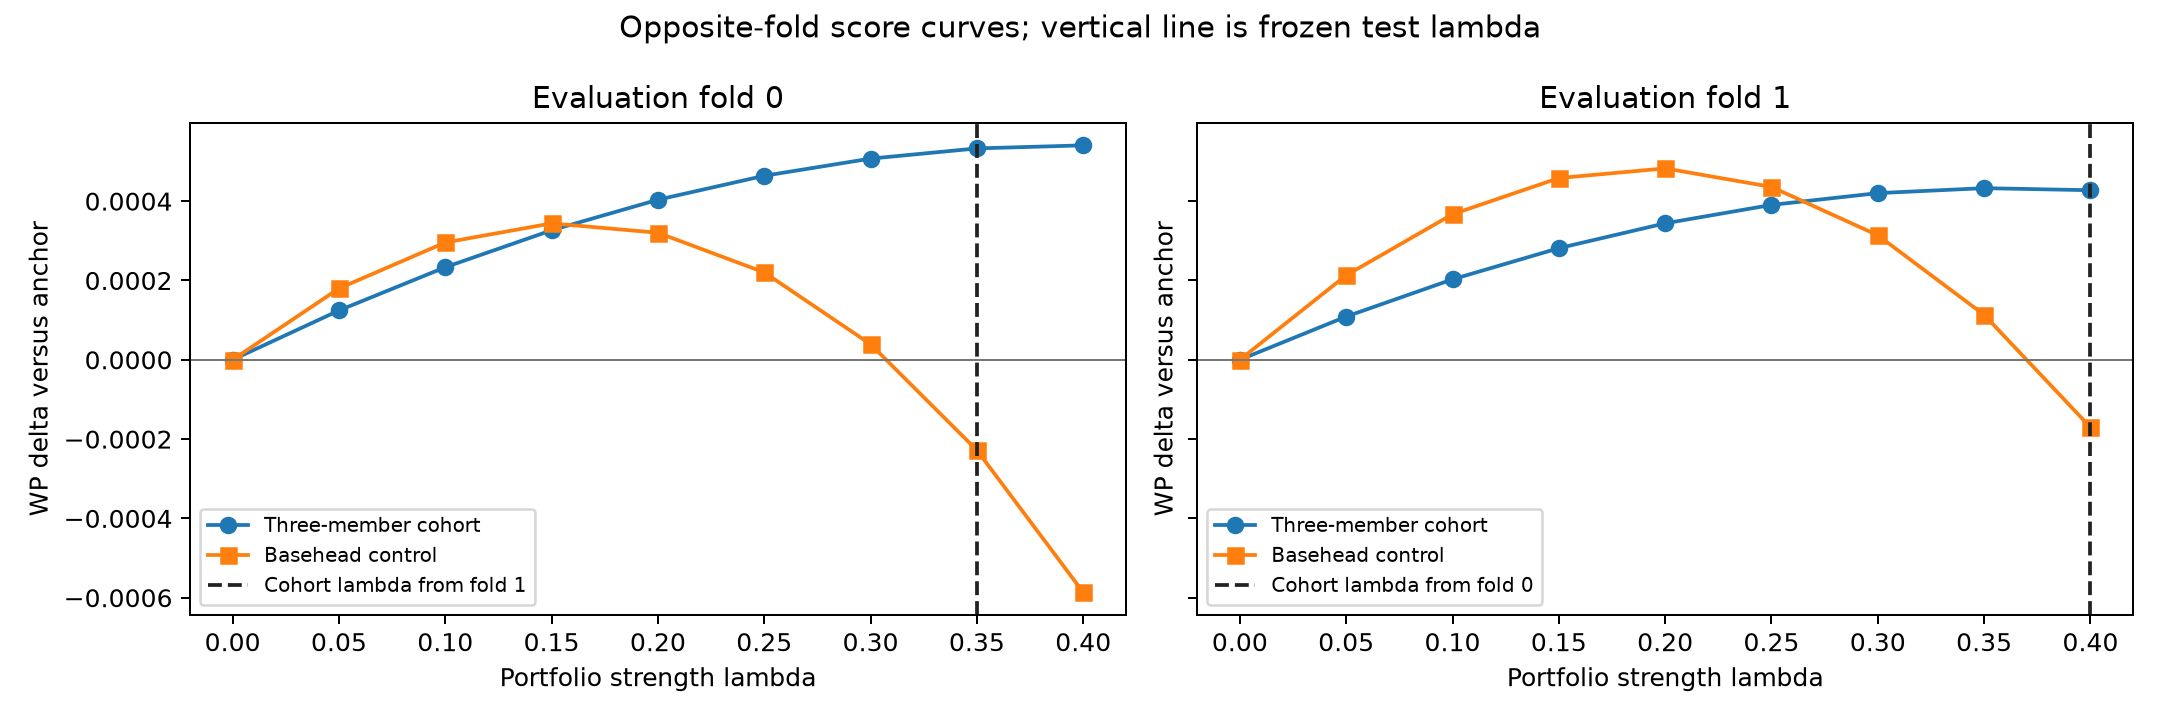 Opposite-fold score curves; vertical line is frozen test lambda
Evaluation fold 0
WP delta versus anchor
0.0004
0.0002
0.0000
−0.0002
−0.0004
−0.0006
Three-member cohort
Basehead control
Cohort lambda from fold 1
0.00 0.05 0.10 0.15 0.20 0.25 0.30 0.35 0.40
Portfolio strength lambda
Evaluation fold 1
WP delta versus anchor
Three-member cohort
Basehead control
Cohort lambda from fold 0
0.00 0.05 0.10 0.15 0.20 0.25 0.30 0.35 0.40
Portfolio strength lambda